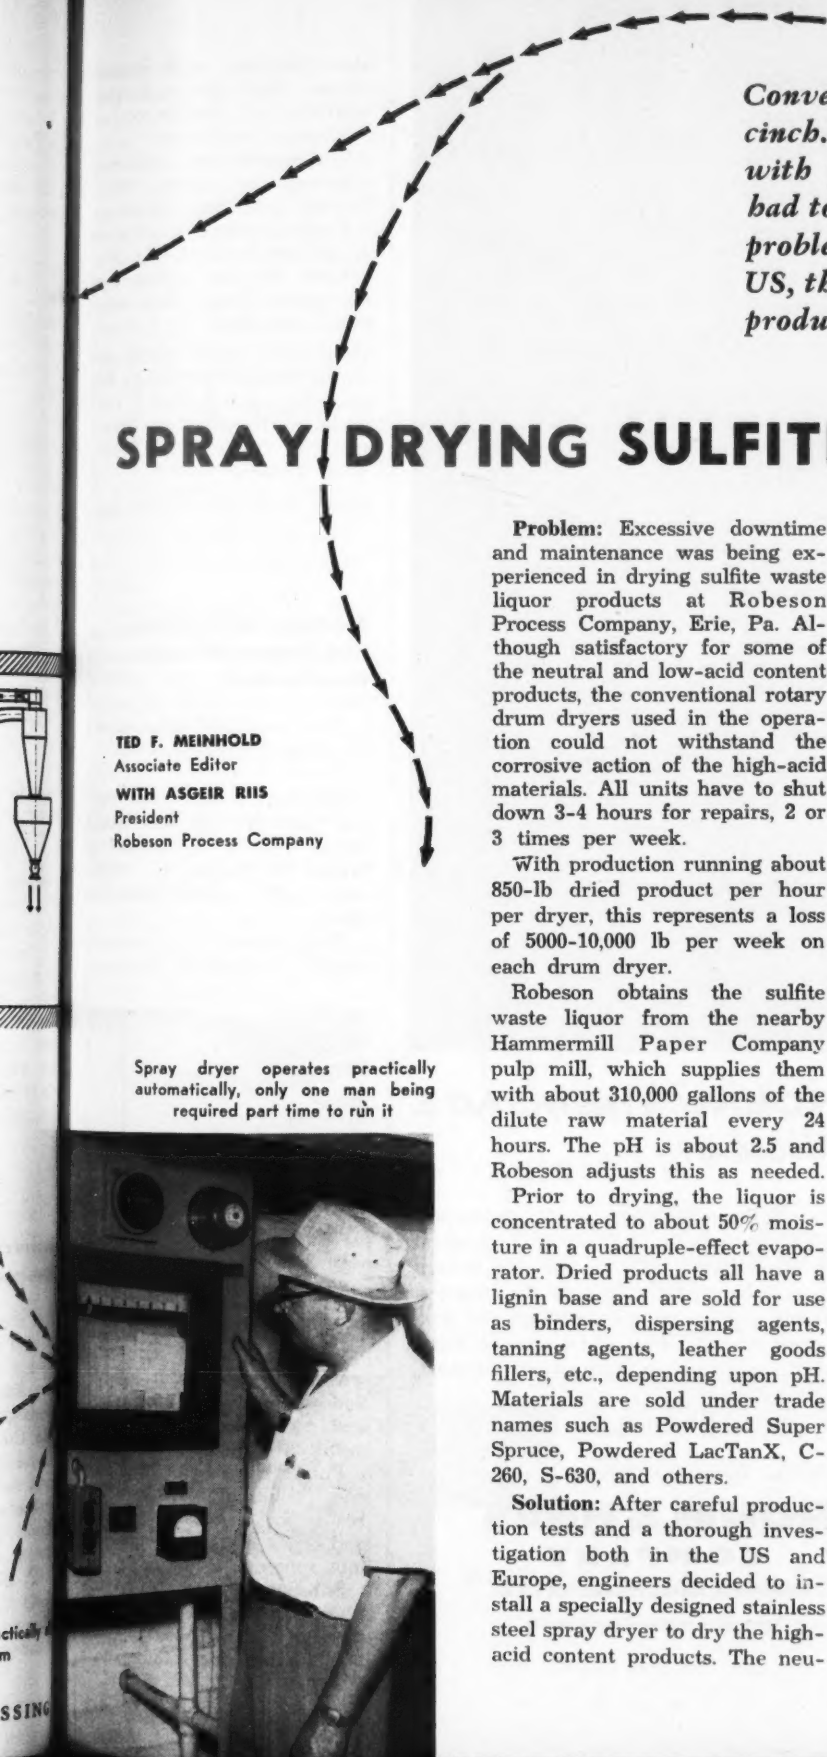 Conve
cinch.
with
had to
proble
US, th
produ
SPRAY DRYING SULFIT
TED F. MEINHOLD
Associate Editor
WITH ASGEIR RIIS
President
Robeson Process Company
Spray dryer operates practically
automatically, only one man being
required part time to run it
Problem: Excessive downtime
and maintenance was being ex-
perienced in drying sulfite waste
liquor products at Robeson
Process Company, Erie, Pa. Al-
though satisfactory for some of
the neutral and low-acid content
products, the conventional rotary
drum dryers used in the opera-
tion could not withstand the
corrosive action of the high-acid
materials. All units have to shut
down 3-4 hours for repairs, 2 or
3 times per week.
With production running about
850-lb dried product per hour
per dryer, this represents a loss
of 5000-10,000 lb per week on
each drum dryer.
Robeson obtains the sulfite
waste liquor from the nearby
Hammermill Paper Company
pulp mill, which supplies them
with about 310,000 gallons of the
dilute raw material every 24
hours. The pH is about 2.5 and
Robeson adjusts this as needed.
Prior to drying, the liquor is
concentrated to about 50% mois-
ture in a quadruple-effect evapo-
rator. Dried products all have a
lignin base and are sold for use
as binders, dispersing agents,
tanning agents, leather goods
fillers, etc., depending upon pH.
Materials are sold under trade
names such as Powdered Super
Spruce, Powdered LacTanX, C-
260, S-630, and others.
Solution: After careful produc-
tion tests and a thorough inves-
tigation both in the US and
Europe, engineers decided to in-
stall a specially designed stainless
steel spray dryer to dry the high-
acid content products. The neu-
ctically
m
SSING